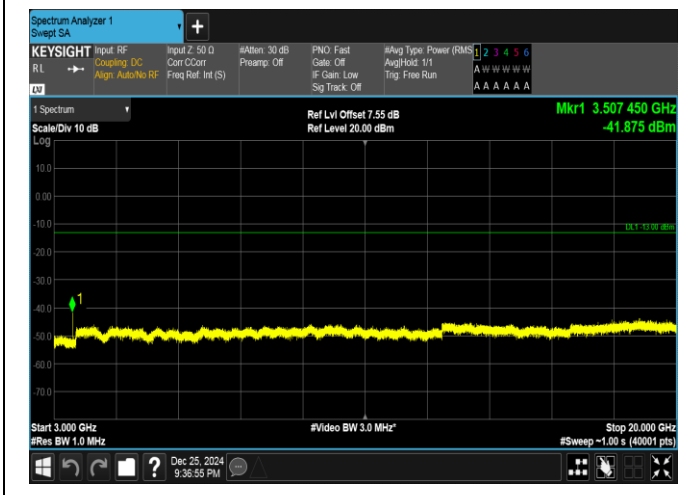 Spectrum Analyzer 1
Swept SA
+
KEYSIGHT
RL
LXI
Input: RF
Coupling: DC
Align: Auto/No RF
Input Z: 50 Ω
Corr CCorr
Freq Ref: Int (S)
#Atten: 30 dB
Preamp: Off
PNO: Fast
Gate: Off
IF Gain: Low
Sig Track: Off
#Avg Type: Power (RMS
Avg|Hold: 1/1
Trig: Free Run
1 2 3 4 5 6
A W W W W W
A A A A A A
1 Spectrum
Scale/Div 10 dB
Log
Ref Lvl Offset 7.55 dB
Ref Level 20.00 dBm
Mkr1 3.507 450 GHz
-41.875 dBm
10.0
0.00
-10.0
DL1 -13.00 dBm
-20.0
-30.0
-40.0
1
-50.0
-60.0
-70.0
Start 3.000 GHz
#Res BW 1.0 MHz
#Video BW 3.0 MHz*
Stop 20.000 GHz
#Sweep ~1.00 s (40001 pts)
?
Dec 25, 2024
9:36:55 PM